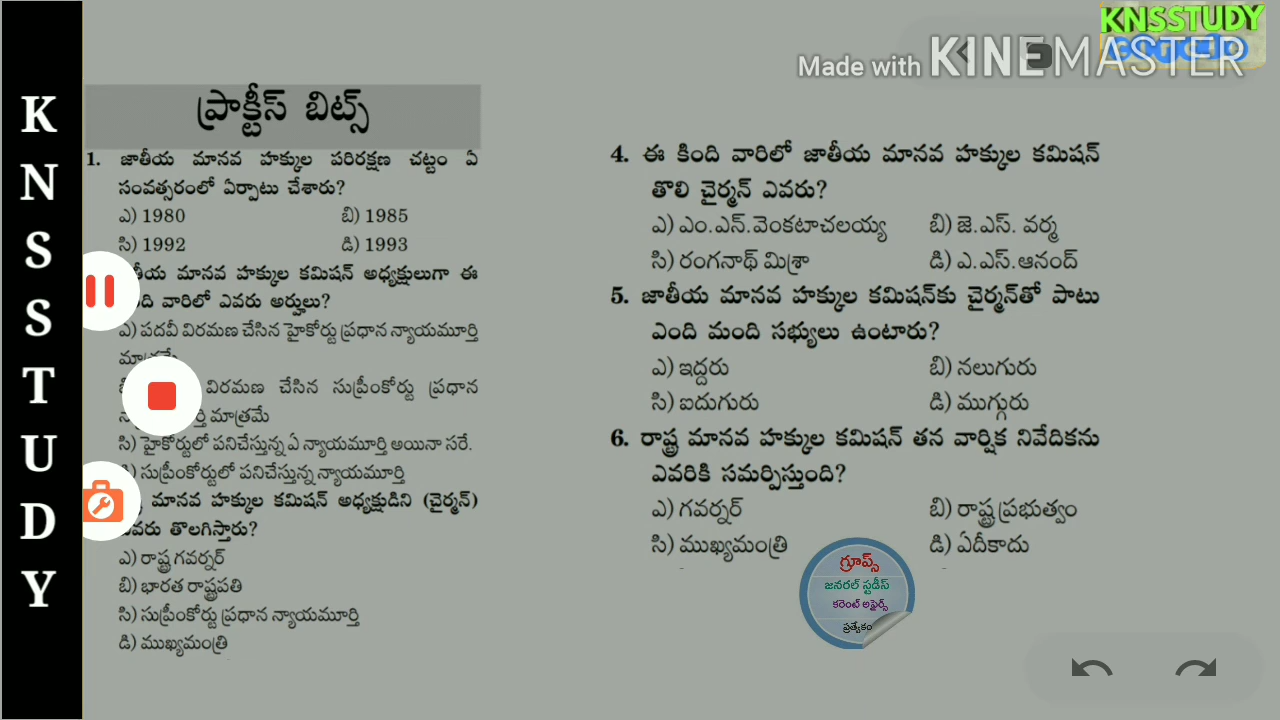 KNSSTUDY
KNSSTUDY
Made with KINEMASTER
ప్రాక్టీస్ బిట్స్
1. జాతీయ మానవ హక్కుల పరిరక్షణ చట్టం ఏ
సంవత్సరంలో ఏర్పాటు చేశారు?
ఎ) 1980 బి) 1985
సి) 1992 డి) 1993
మానవ హక్కుల కమిషన్ అధ్యక్షులుగా ఈ
వారిలో ఎవరు అర్హులు?
ఎ) పదవీ విరమణ చేసిన హైకోర్టు ప్రధాన న్యాయమూర్తి
విరమణ చేసిన సుప్రీంకోర్టు ప్రధాన
మాత్రమే
సి) హైకోర్టులో పనిచేస్తున్న ఏ న్యాయమూర్తి అయినా సరే.
సుప్రీంకోర్టులో పనిచేస్తున్న న్యాయమూర్తి
మానవ హక్కుల కమిషన్ అధ్యక్షుడిని (చైర్మన్)
తొలగిస్తారు?
ఎ) రాష్ట్ర గవర్నర్
బి) భారత రాష్ట్రపతి
సి) సుప్రీంకోర్టు ప్రధాన న్యాయమూర్తి
డి) ముఖ్యమంత్రి
4. ఈ కింది వారిలో జాతీయ మానవ హక్కుల కమిషన్
తొలి చైర్మన్ ఎవరు?
ఎ) ఎం.ఎన్.వెంకటాచలయ్య బి) జె.ఎస్. వర్మ
సి) రంగనాథ్ మిశ్రా డి) ఎ.ఎస్.ఆనంద్
5. జాతీయ మానవ హక్కుల కమిషన్‌కు చైర్మన్‌తో పాటు
ఎంది మంది సభ్యులు ఉంటారు?
ఎ) ఇద్దరు బి) నలుగురు
సి) ఐదుగురు డి) ముగ్గురు
6. రాష్ట్ర మానవ హక్కుల కమిషన్ తన వార్షిక నివేదికను
ఎవరికి సమర్పిస్తుంది?
ఎ) గవర్నర్ బి) రాష్ట్ర ప్రభుత్వం
సి) ముఖ్యమంత్రి డి) ఏదీకాదు
గ్రూప్స్
జనరల్ స్టడీస్
కరెంట్ అఫైర్స్
ప్రత్యేకం